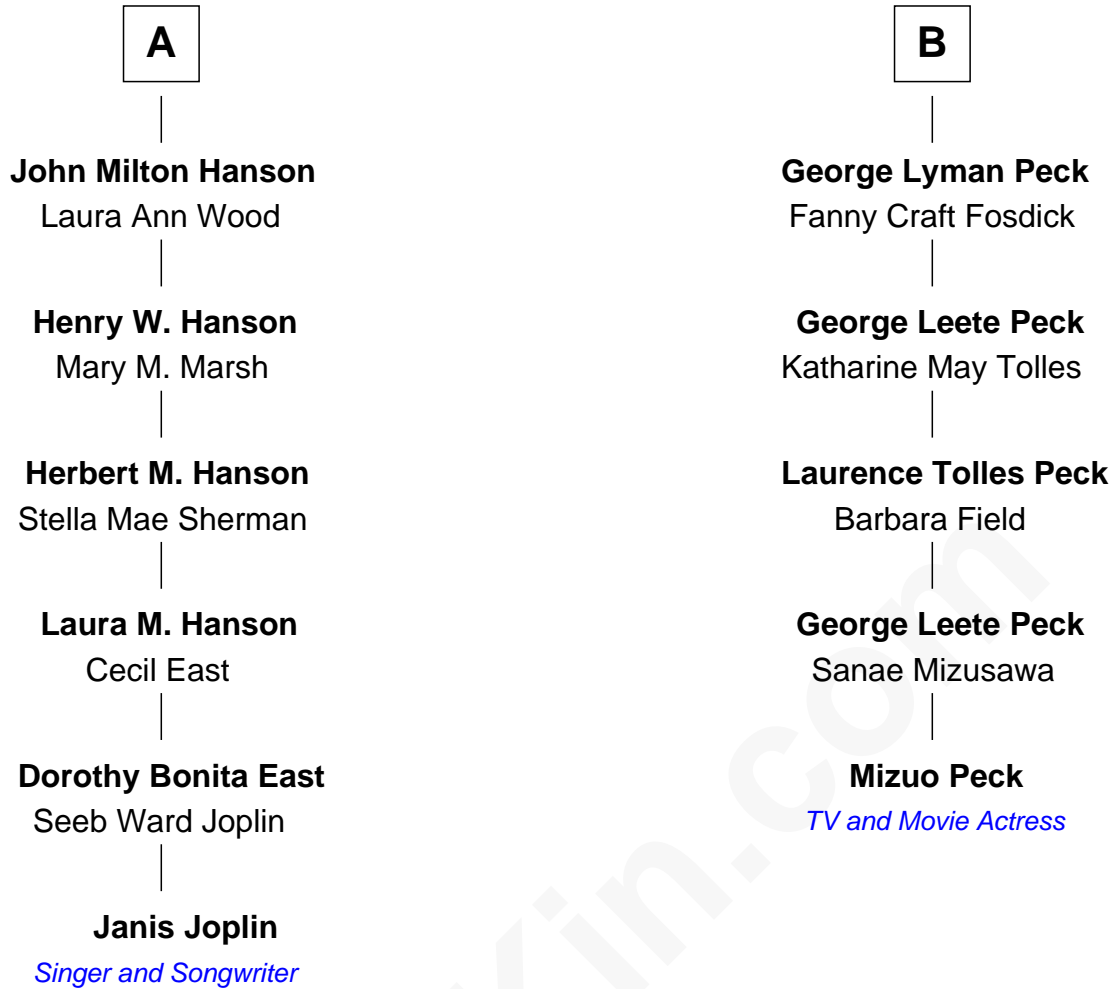 A
John Milton Hanson
Laura Ann Wood
Henry W. Hanson
Mary M. Marsh
Herbert M. Hanson
Stella Mae Sherman
Laura M. Hanson
Cecil East
Dorothy Bonita East
Seeb Ward Joplin
Janis Joplin
Singer and Songwriter
B
George Lyman Peck
Fanny Craft Fosdick
George Leete Peck
Katharine May Tolles
Laurence Tolles Peck
Barbara Field
George Leete Peck
Sanae Mizusawa
Mizuo Peck
TV and Movie Actress